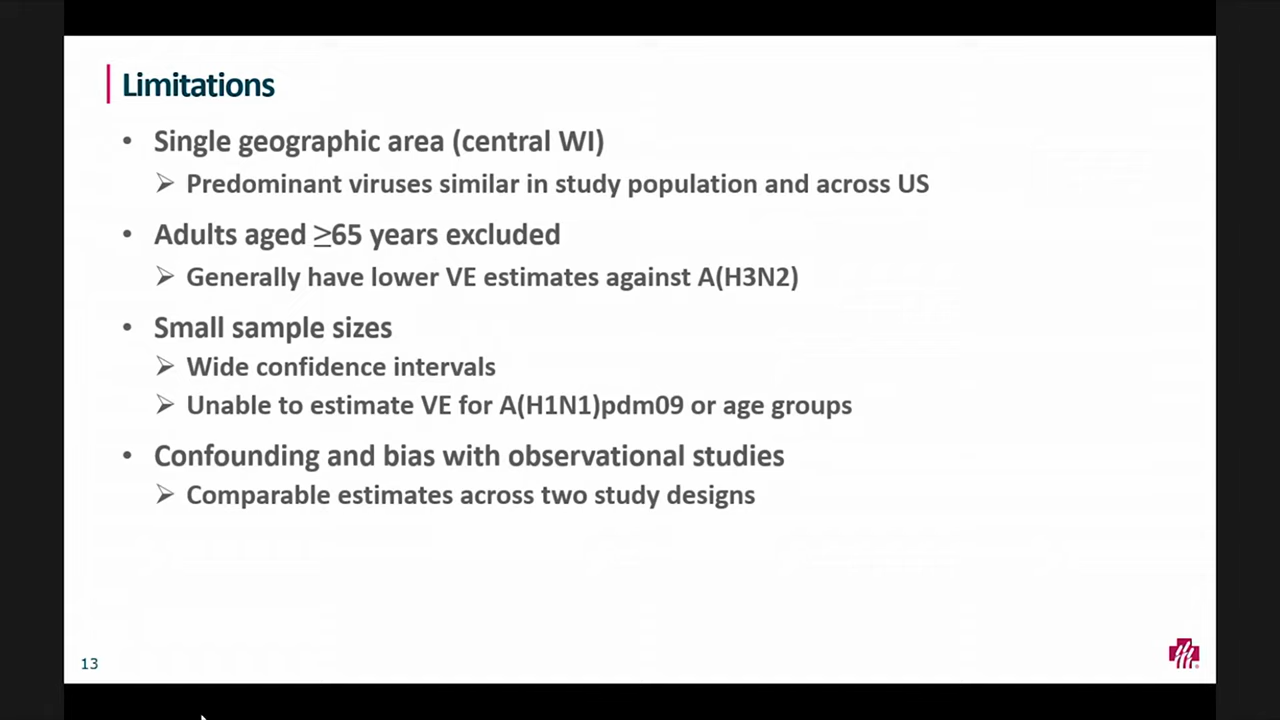 Limitations
• Single geographic area (central WI)
➢ Predominant viruses similar in study population and across US
• Adults aged ≥65 years excluded
➢ Generally have lower VE estimates against A(H3N2)
• Small sample sizes
➢ Wide confidence intervals
➢ Unable to estimate VE for A(H1N1)pdm09 or age groups
• Confounding and bias with observational studies
➢ Comparable estimates across two study designs
13